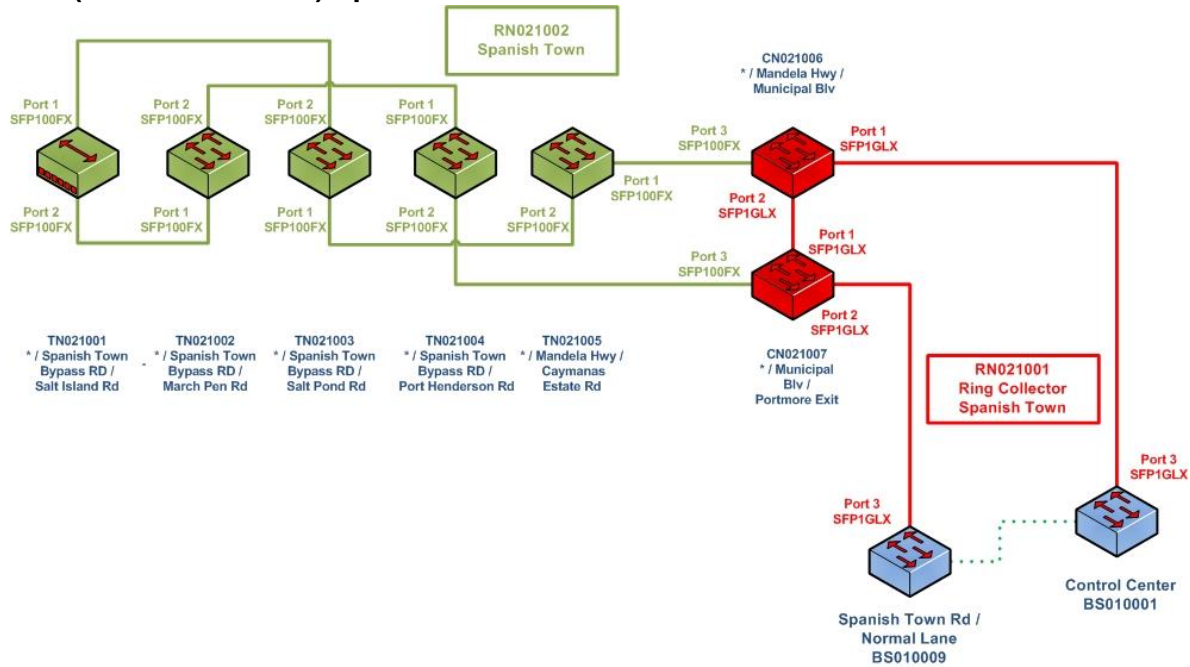 RN021002
Spanish Town
CN021006
* / Mandela Hwy /
Municipal Blv
Port 1
SFP100FX
Port 2
SFP100FX
Port 2
SFP100FX
Port 1
SFP100FX
Port 3
SFP100FX
Port 1
SFP1GLX
Port 1
SFP100FX
Port 2
SFP100FX
Port 1
SFP100FX
Port 1
SFP100FX
Port 2
SFP100FX
Port 2
SFP100FX
Port 2
SFP1GLX
Port 1
SFP1GLX
Port 3
SFP100FX
Port 2
SFP1GLX
TN021001
* / Spanish Town
Bypass RD /
Salt Island Rd
-
TN021002
* / Spanish Town
Bypass RD /
March Pen Rd
TN021003
* / Spanish Town
Bypass RD /
Salt Pond Rd
TN021004
* / Spanish Town
Bypass RD /
Port Henderson Rd
TN021005
* / Mandela Hwy /
Caymanas
Estate Rd
CN021007
* / Municipal
Blv /
Portmore Exit
RN021001
Ring Collector
Spanish Town
Port 3
SFP1GLX
Port 3
SFP1GLX
Control Center
BS010001
Spanish Town Rd /
Normal Lane
BS010009